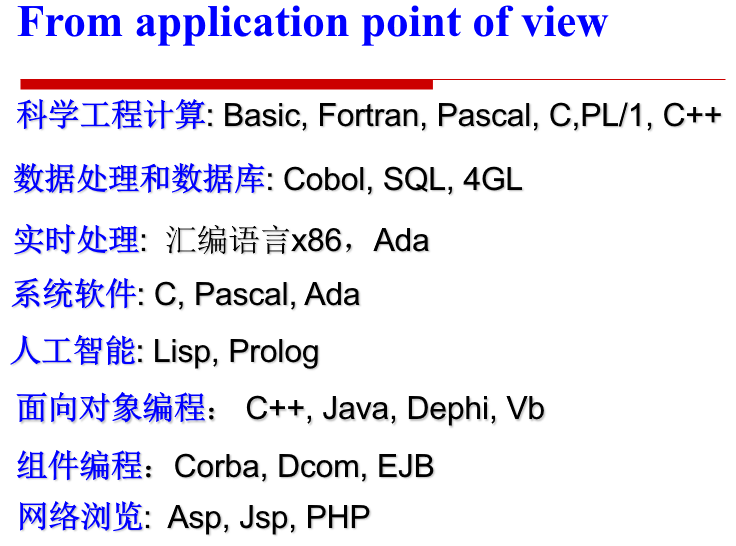 From application point of view
科学工程计算: Basic, Fortran, Pascal, C,PL/1, C++
数据处理和数据库: Cobol, SQL, 4GL
实时处理: 汇编语言x86，Ada
系统软件: C, Pascal, Ada
人工智能: Lisp, Prolog
面向对象编程： C++, Java, Dephi, Vb
组件编程：Corba, Dcom, EJB
网络浏览: Asp, Jsp, PHP